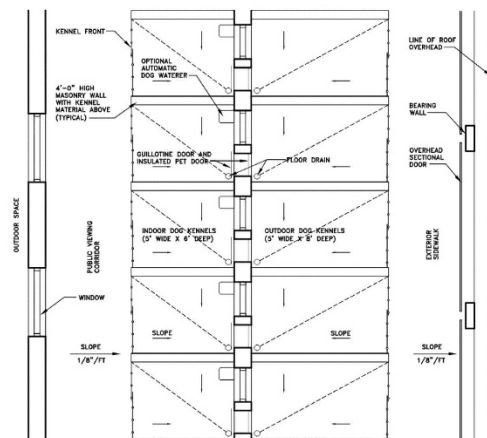 KENNEL FRONT
OPTIONAL
AUTOMATIC
DOG WATERER
4'-0" HIGH
MASONRY WALL
WITH KENNEL
MATERIAL ABOVE
(TYPICAL)
GUILLOTINE DOOR AND
INSULATED PET DOOR
FLOOR DRAIN
LINE OF ROOF
OVERHEAD
BEARING
WALL
OVERHEAD
SECTIONAL
DOOR
OUTDOOR SPACE
PUBLIC VIEWING
CORRIDOR
INDOOR DOG KENNELS
(5' WIDE X 6' DEEP)
OUTDOOR DOG KENNELS
(5' WIDE X 8' DEEP)
EXTERIOR
SIDEWALK
WINDOW
SLOPE
1/8"/FT
SLOPE
SLOPE
SLOPE
1/8"/FT